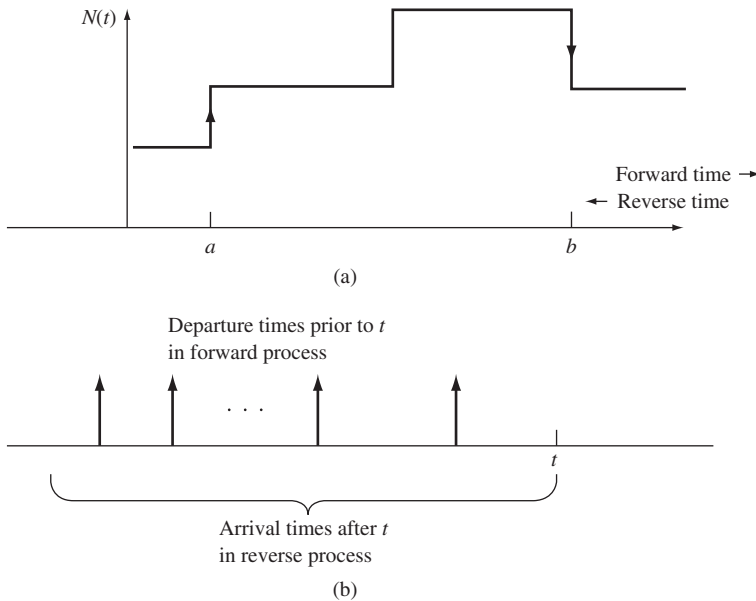 N(t)
Forward time
Reverse time
a
b
(a)
Departure times prior to t
in forward process
. . .
t
Arrival times after t
in reverse process
(b)